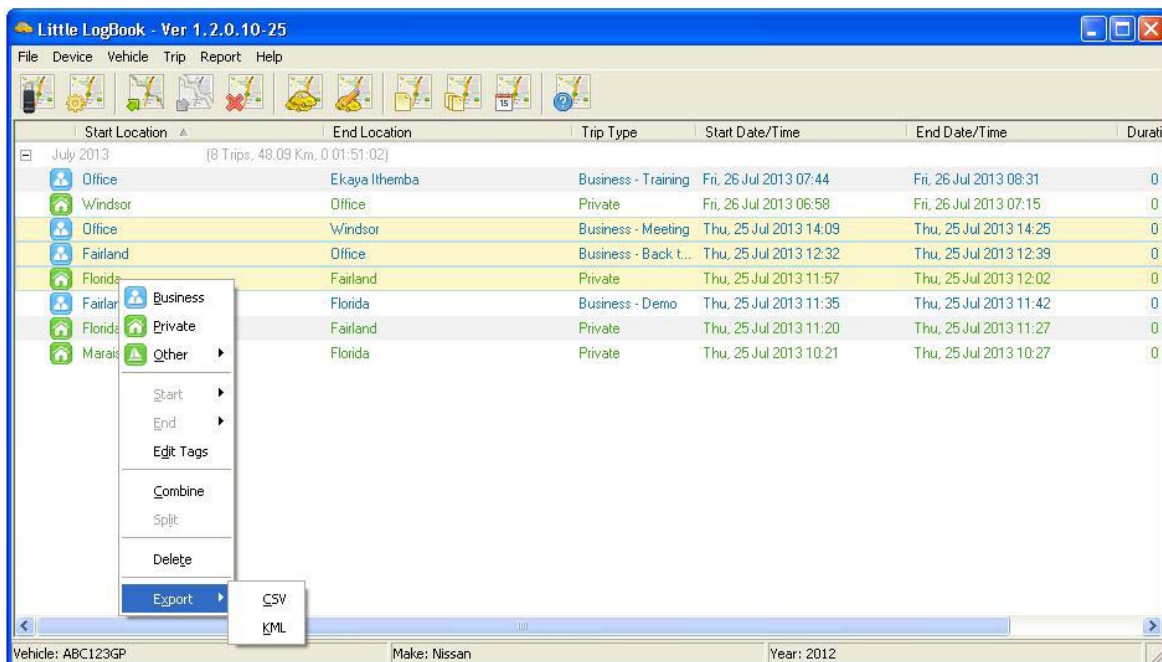 Little LogBook - Ver 1.2.0.10-25
File Device Vehicle Trip Report Help
15
Start Location End Location Trip Type Start Date/Time End Date/Time Durati
July 2013 (8 Trips, 48.09 Km, 0 01:51:02)
Office Ekaya Ithemba Business - Training Fri, 26 Jul 2013 07:44 Fri, 26 Jul 2013 08:31 0
Windsor Office Private Fri, 26 Jul 2013 06:58 Fri, 26 Jul 2013 07:15 0
Office Windsor Business - Meeting Thu, 25 Jul 2013 14:09 Thu, 25 Jul 2013 14:25 0
Fairland Office Business - Back t... Thu, 25 Jul 2013 12:32 Thu, 25 Jul 2013 12:39 0
Florida Fairland Private Thu, 25 Jul 2013 11:57 Thu, 25 Jul 2013 12:02 0
Fairlar Florida Business - Demo Thu, 25 Jul 2013 11:35 Thu, 25 Jul 2013 11:42 0
Florida Fairland Private Thu, 25 Jul 2013 11:20 Thu, 25 Jul 2013 11:27 0
Marais Florida Private Thu, 25 Jul 2013 10:21 Thu, 25 Jul 2013 10:27 0
Business
Private
Other
Start
End
Edit Tags
Combine
Split
Delete
Export
CSV
KML
Vehicle: ABC123GP Make: Nissan Year: 2012